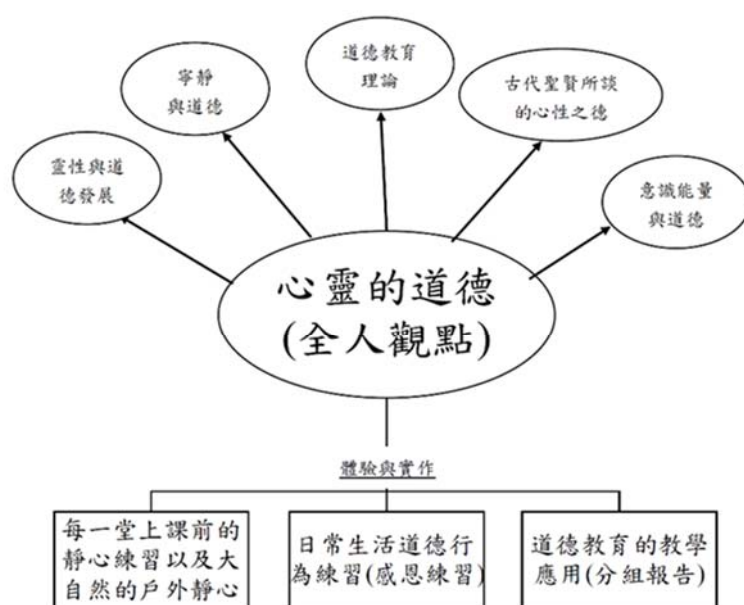 道德教育
理論
寧靜
與道德
古代聖賢所談
的心性之德
靈性與道
德發展
意識能量
與道德
心靈的道德
(全人觀點)
體驗與實作
每一堂上課前的
靜心練習以及大
自然的戶外靜心
日常生活道德行
為練習(感恩練習)
道德教育的教學
應用(分組報告)